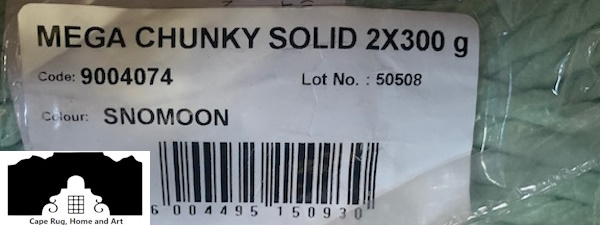 MEGA CHUNKY SOLID 2X300 g
Code: 9004074
Lot No. : 50508
Colour: SNOMOON
6 004495 150930
Cape Rug, Home and Art